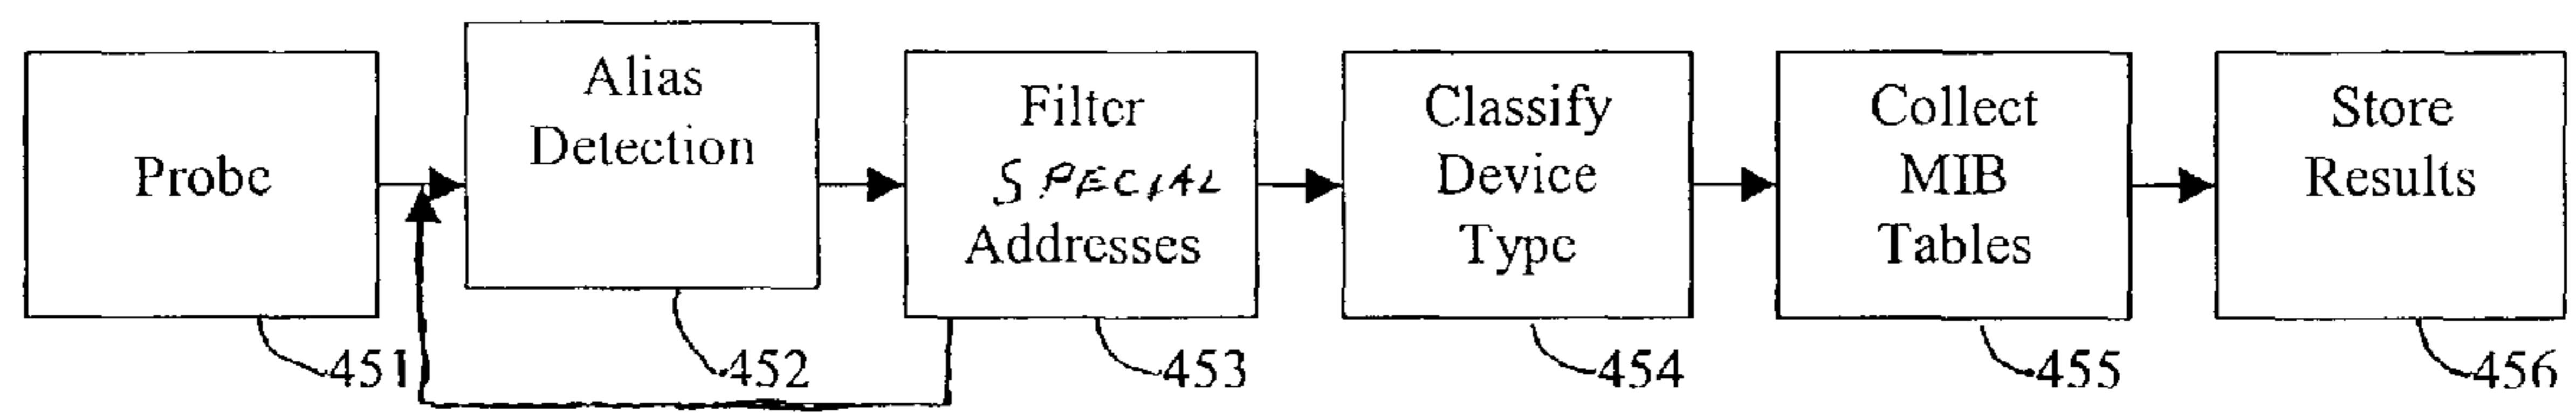 Probe
Alias
Detection
Filter
SPECIAL
Addresses
Classify
Device
Type
Collect
MIB
Tables
Store
Results
451
452
453
454
455
456